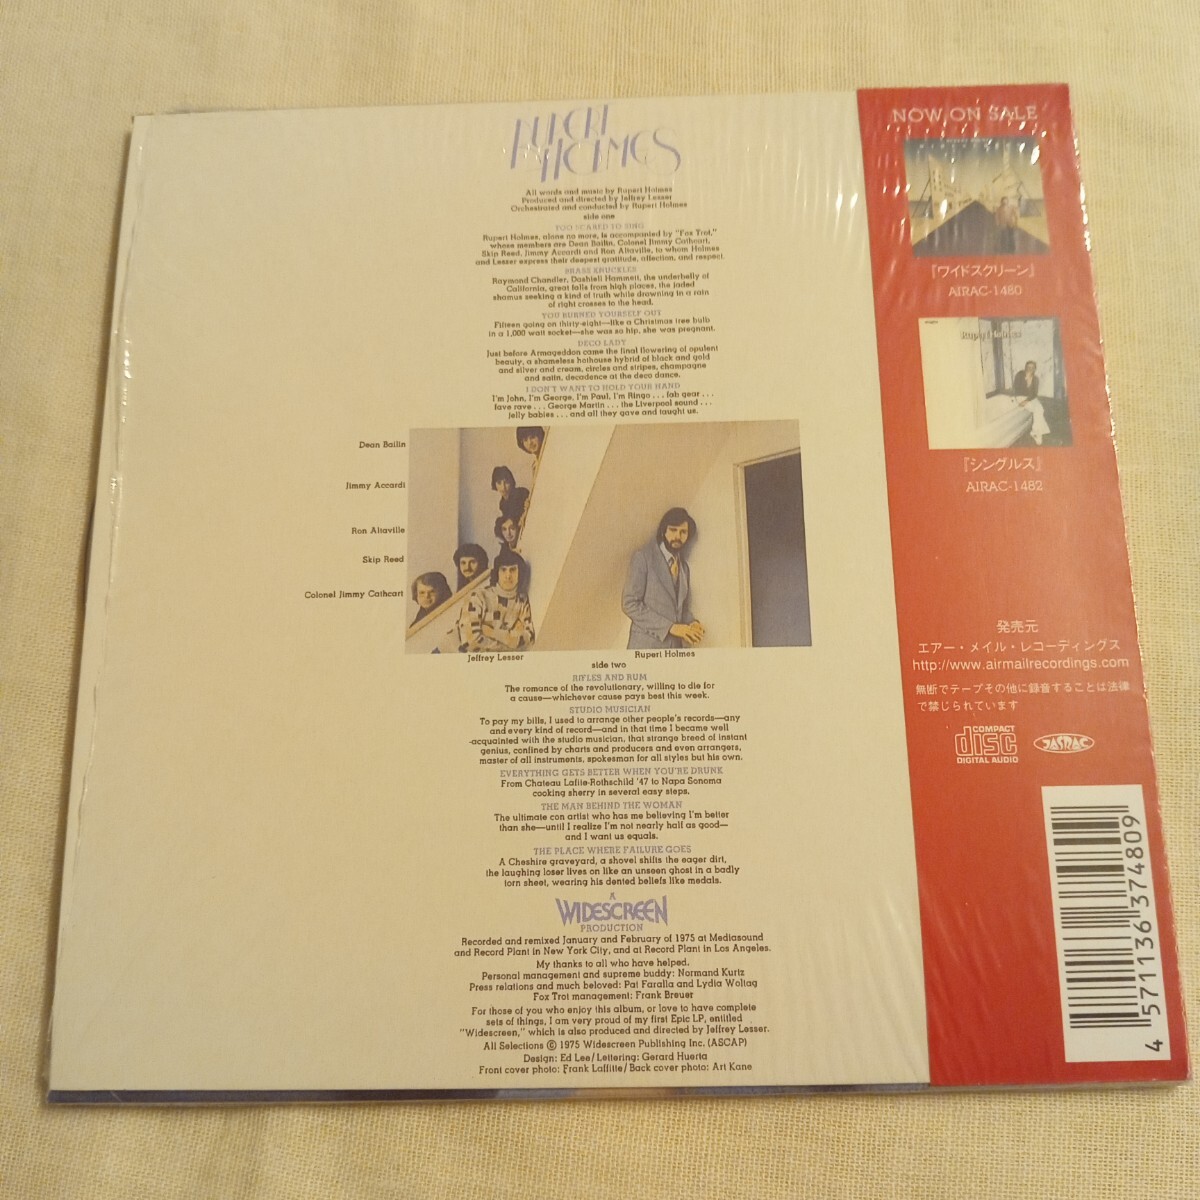 RUPERT HOLMES
All words and music by Rupert Holmes
Produced and directed by Jeffrey Lesser
Orchestrated and conducted by Rupert Holmes
side one
TOO SCARED TO SING
Rupert Holmes, alone no more, is accompanied by "Fox Trot,"
whose members are Dean Bailin, Colonel Jimmy Cathcart,
Skip Reed, Jimmy Accardi and Ron Altaville, to whom Holmes
and Lesser express their deepest gratitude, affection, and respect.
BRASS KNUCKLES
Raymond Chandler, Dashiell Hammett, the underbelly of
California, great falls from high places, the jaded
shamus seeking a kind of truth while drowning in a rain
of right crosses to the head.
YOU BURNED YOURSELF OUT
Fifteen going on thirty-eight—like a Christmas tree bulb
in a 1,000 watt socket—she was so hip, she was pregnant.
DECO LADY
Just before Armageddon came the final flowering of opulent
beauty, a shameless hothouse hybrid of black and gold
and silver and cream, circles and stripes, champagne
and satin, decadence at the deco dance.
I DON'T WANT TO HOLD YOUR HAND
I'm John, I'm George, I'm Paul, I'm Ringo . . . fab gear . . .
fave rave . . . George Martin . . . the Liverpool sound . . .
jelly babies . . . and all they gave and taught us.
Dean Bailin
Jimmy Accardi
Ron Altaville
Skip Reed
Colonel Jimmy Cathcart
Jeffrey Lesser
Rupert Holmes
side two
RIFLES AND RUM
The romance of the revolutionary, willing to die for
a cause—whichever cause pays best this week.
STUDIO MUSICIAN
To pay my bills, I used to arrange other people's records—any
and every kind of record—and in that time I became well
-acquainted with the studio musician, that strange breed of instant
genius, confined by charts and producers and even arrangers,
master of all instruments, spokesman for all styles but his own.
EVERYTHING GETS BETTER WHEN YOU'RE DRUNK
From Chateau Lafite-Rothschild '47 to Napa Sonoma
cooking sherry in several easy steps.
THE MAN BEHIND THE WOMAN
The ultimate con artist who has me believing I'm better
than she—until I realize I'm not nearly half as good—
and I want us equals.
THE PLACE WHERE FAILURE GOES
A Cheshire graveyard, a shovel shifts the eager dirt,
the laughing loser lives on like an unseen ghost in a badly
torn sheet, wearing his dented beliefs like medals.
A
WIDESCREEN
PRODUCTION
Recorded and remixed January and February of 1975 at Mediasound
and Record Plant in New York City, and at Record Plant in Los Angeles.
My thanks to all who have helped.
Personal management and supreme buddy: Normand Kurtz
Press relations and much beloved: Pat Faralla and Lydia Woltag
Fox Trot management: Frank Breuer
For those of you who enjoy this album, or love to have complete
sets of things, I am very proud of my first Epic LP, entitled
"Widescreen," which is also produced and directed by Jeffrey Lesser.
All Selections © 1975 Widescreen Publishing Inc. (ASCAP)
Design: Ed Lee/Lettering: Gerard Huerta
Front cover photo: Frank Laffitte/Back cover photo: Art Kane
NOW ON SALE
『ワイドスクリーン』
AIRAC-1480
Rupert Holmes
『シングルス』
AIRAC-1482
発売元
エアー・メイル・レコーディングス
http://www.airmailrecordings.com
無断でテープその他に録音することは法律
で禁じられています
COMPACT
disc
DIGITAL AUDIO
JASRAC
4 571136 374809